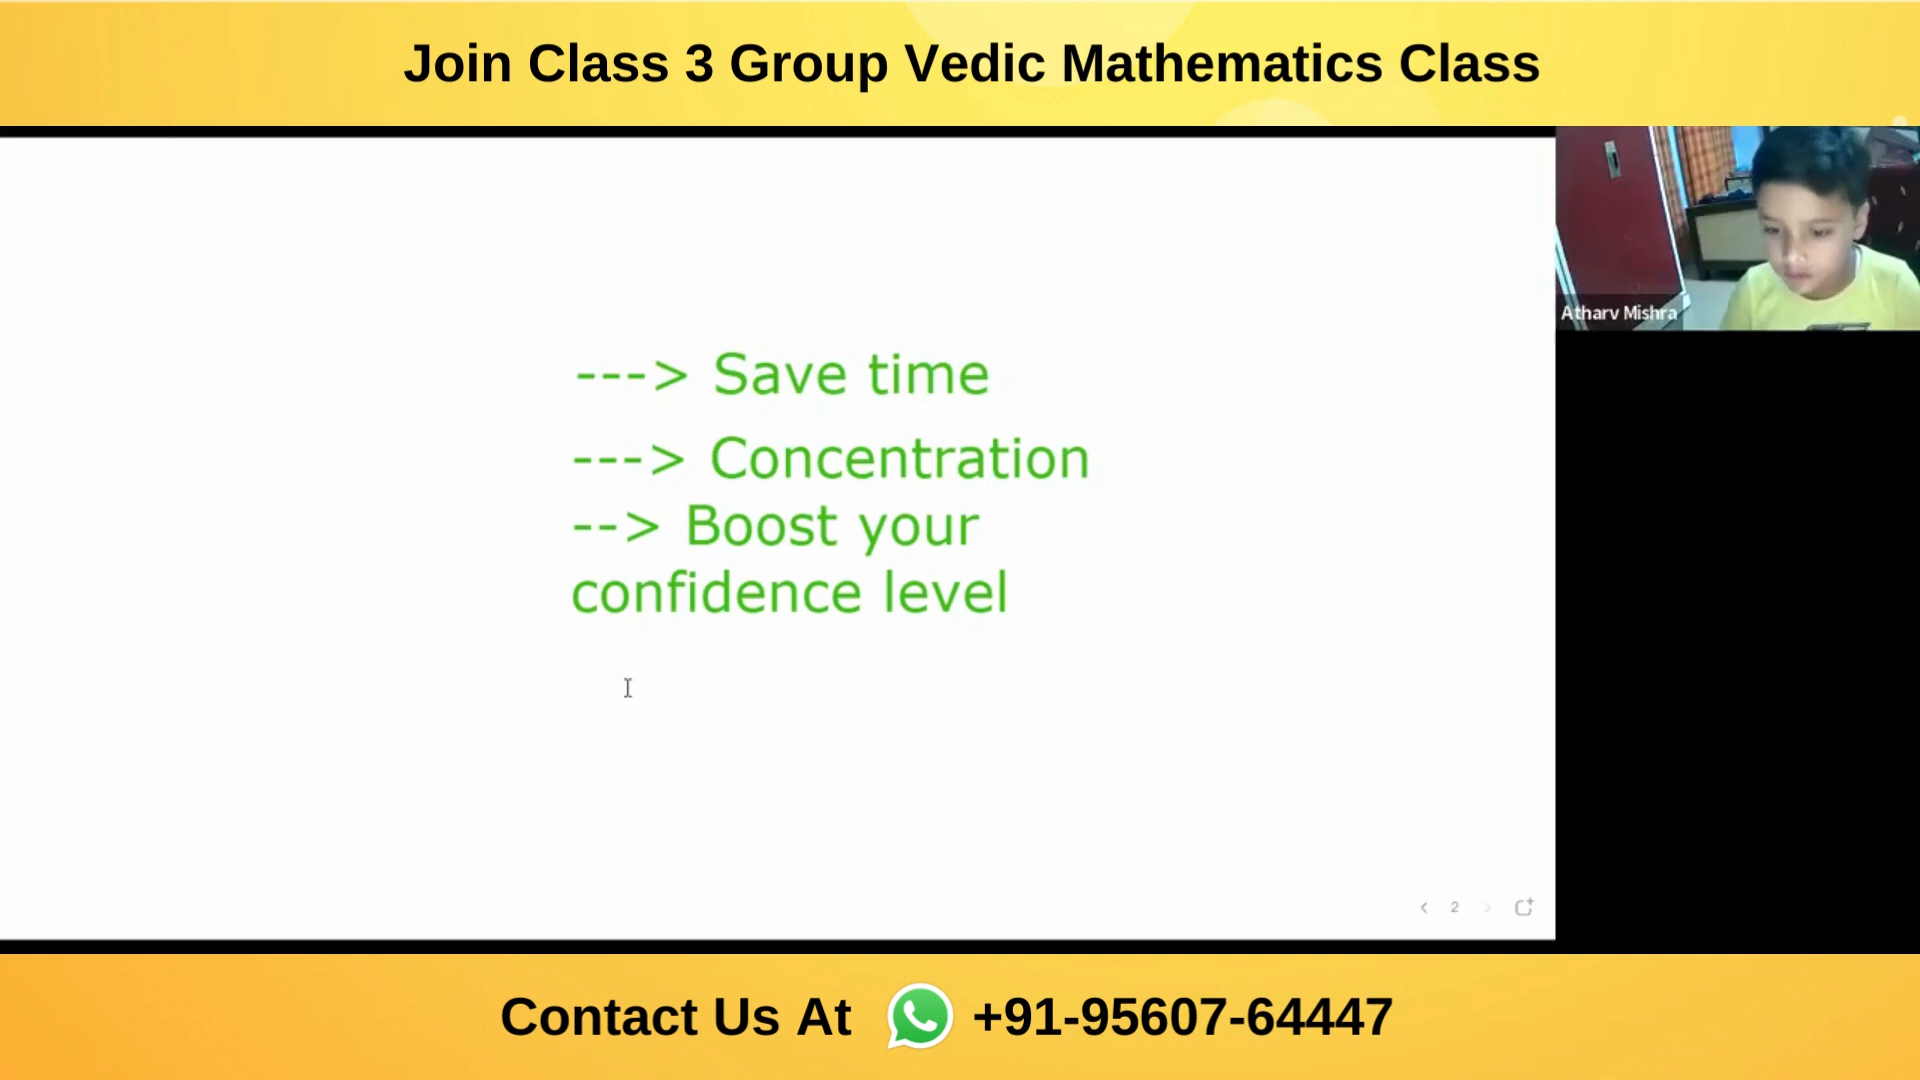 Join Class 3 Group Vedic Mathematics Class
Atharv Mishra
---> Save time
---> Concentration
--> Boost your
confidence level
2
Contact Us At +91-95607-64447